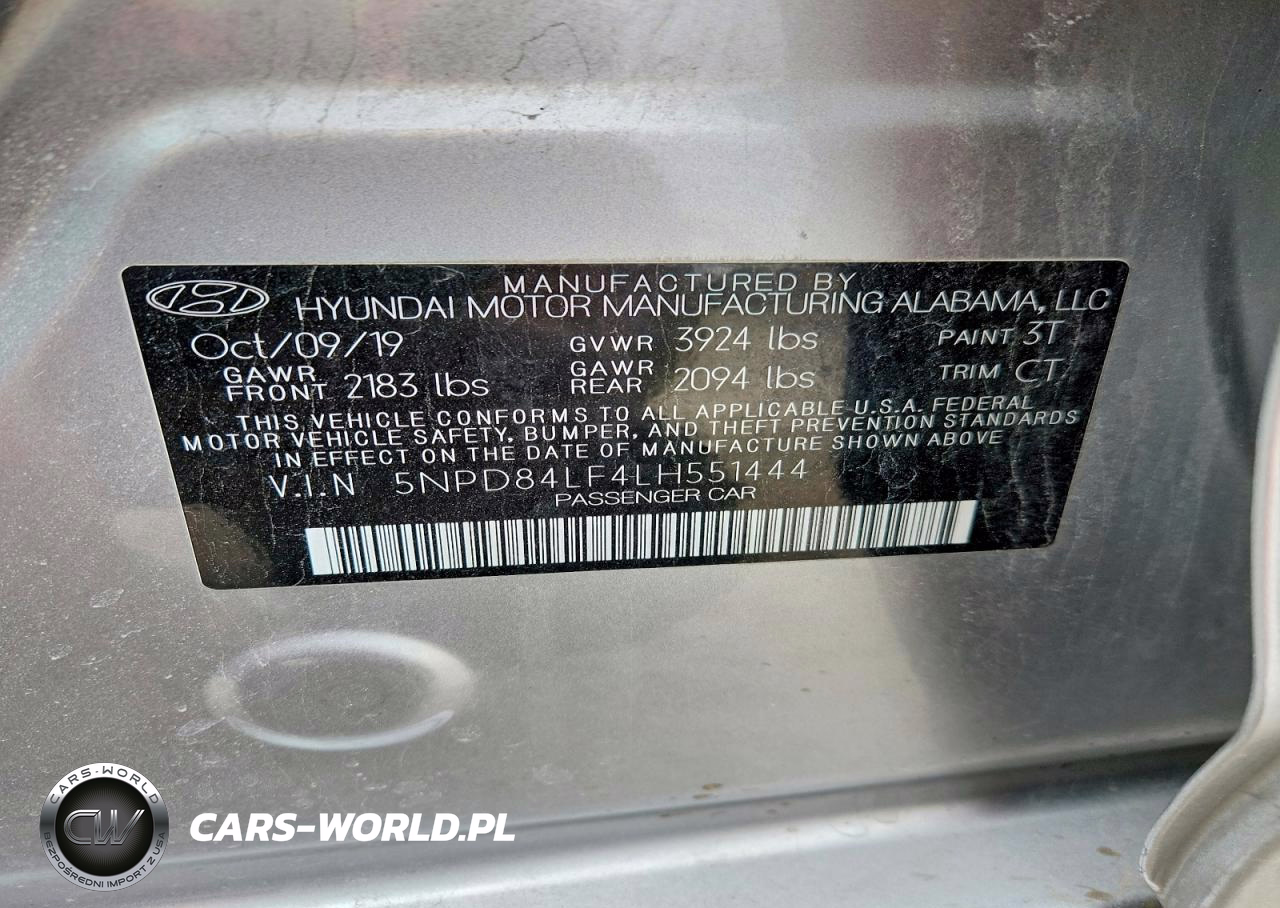 MANUFACTURED BY
HYUNDAI MOTOR MANUFACTURING ALABAMA, LLC
Oct/09/19 GVWR 3924 lbs PAINT 3T
GAWR FRONT 2183 lbs GAWR REAR 2094 lbs TRIM CT
THIS VEHICLE CONFORMS TO ALL APPLICABLE U.S.A. FEDERAL
MOTOR VEHICLE SAFETY, BUMPER, AND THEFT PREVENTION STANDARDS
IN EFFECT ON THE DATE OF MANUFACTURE SHOWN ABOVE
V.I.N 5NPD84LF4LH551444
PASSENGER CAR
CARS-WORLD
CW
BEZPOŚREDNI IMPORT Z USA
CARS-WORLD.PL